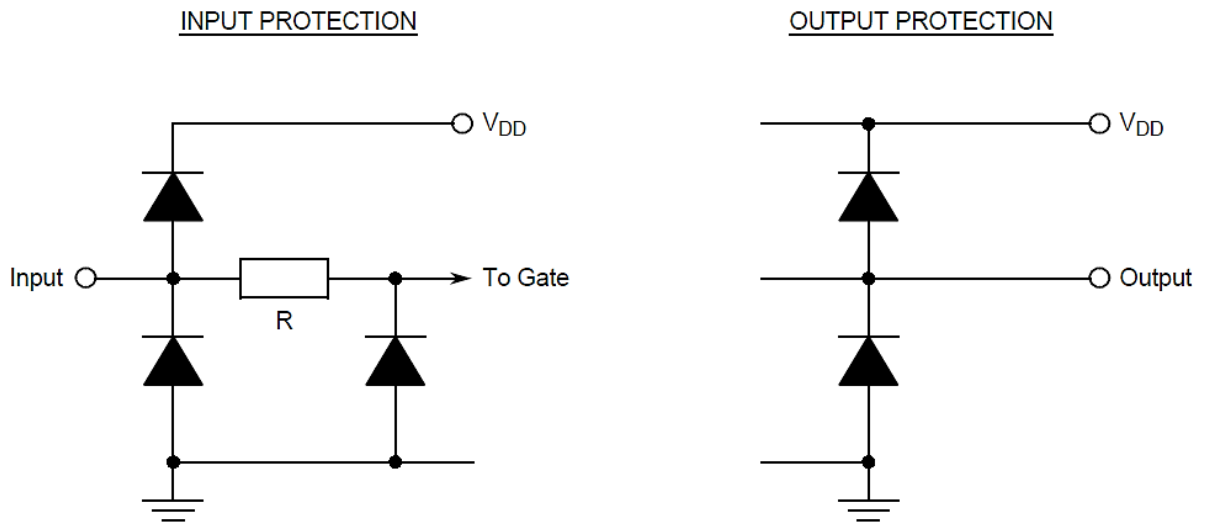 INPUT PROTECTION
OUTPUT PROTECTION
VDD
VDD
Input
R
To Gate
Output